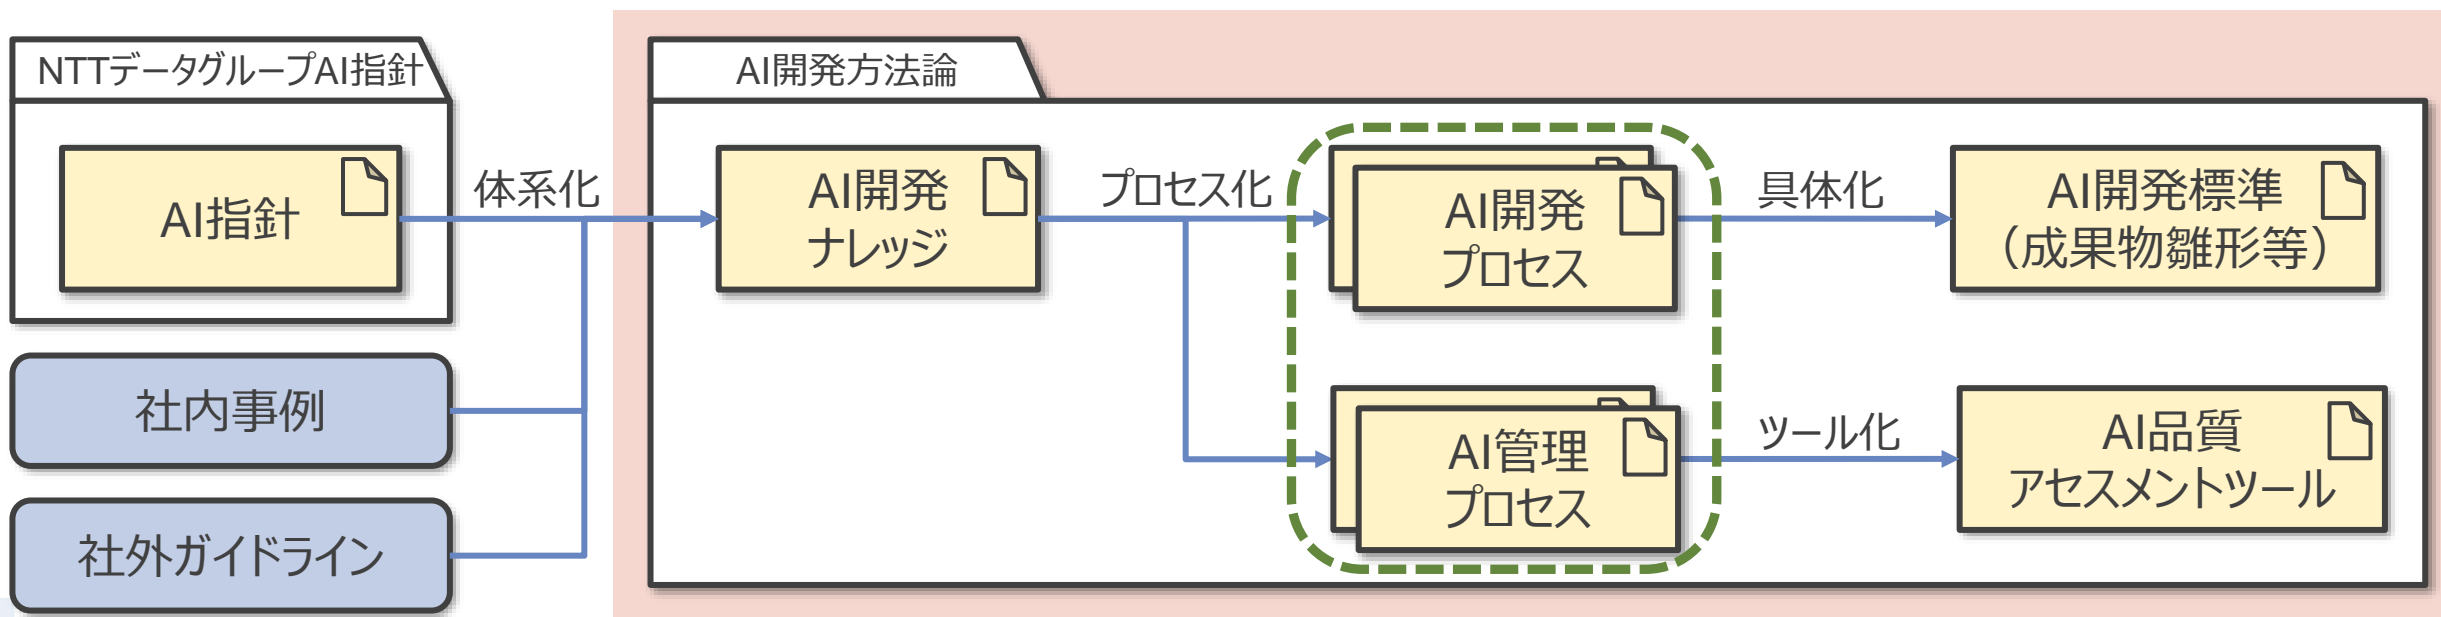 NTTデータグループAI指針
AI指針
社内事例
社外ガイドライン
体系化
AI開発方法論
AI開発
ナレッジ
プロセス化
AI開発
プロセス
具体化
AI開発標準
（成果物雛形等）
AI管理
プロセス
ツール化
AI品質
アセスメントツール